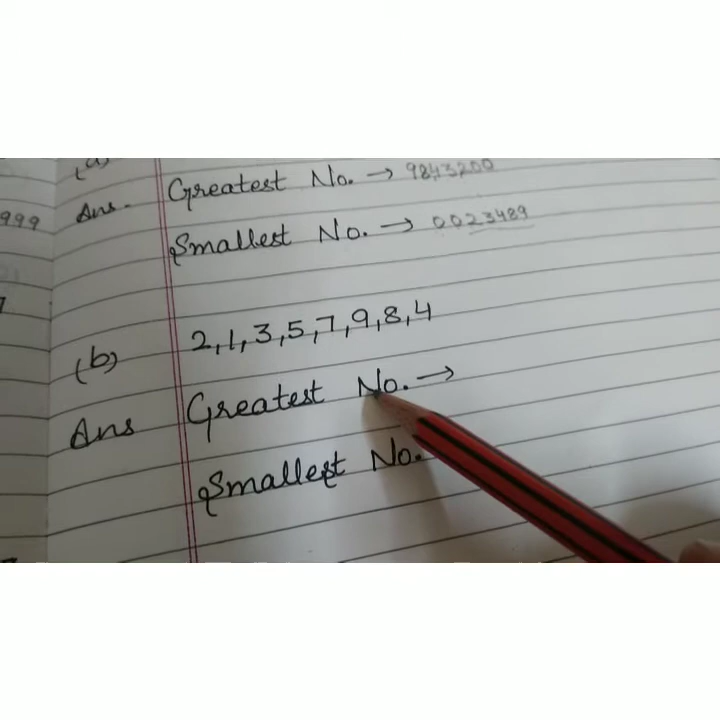 (a)
Greatest No. → 9843200
999 Ans.
Smallest No. → 0023489
(b) 2,1,3,5,7,9,8,4
Ans Greatest No. →
Smallest No.